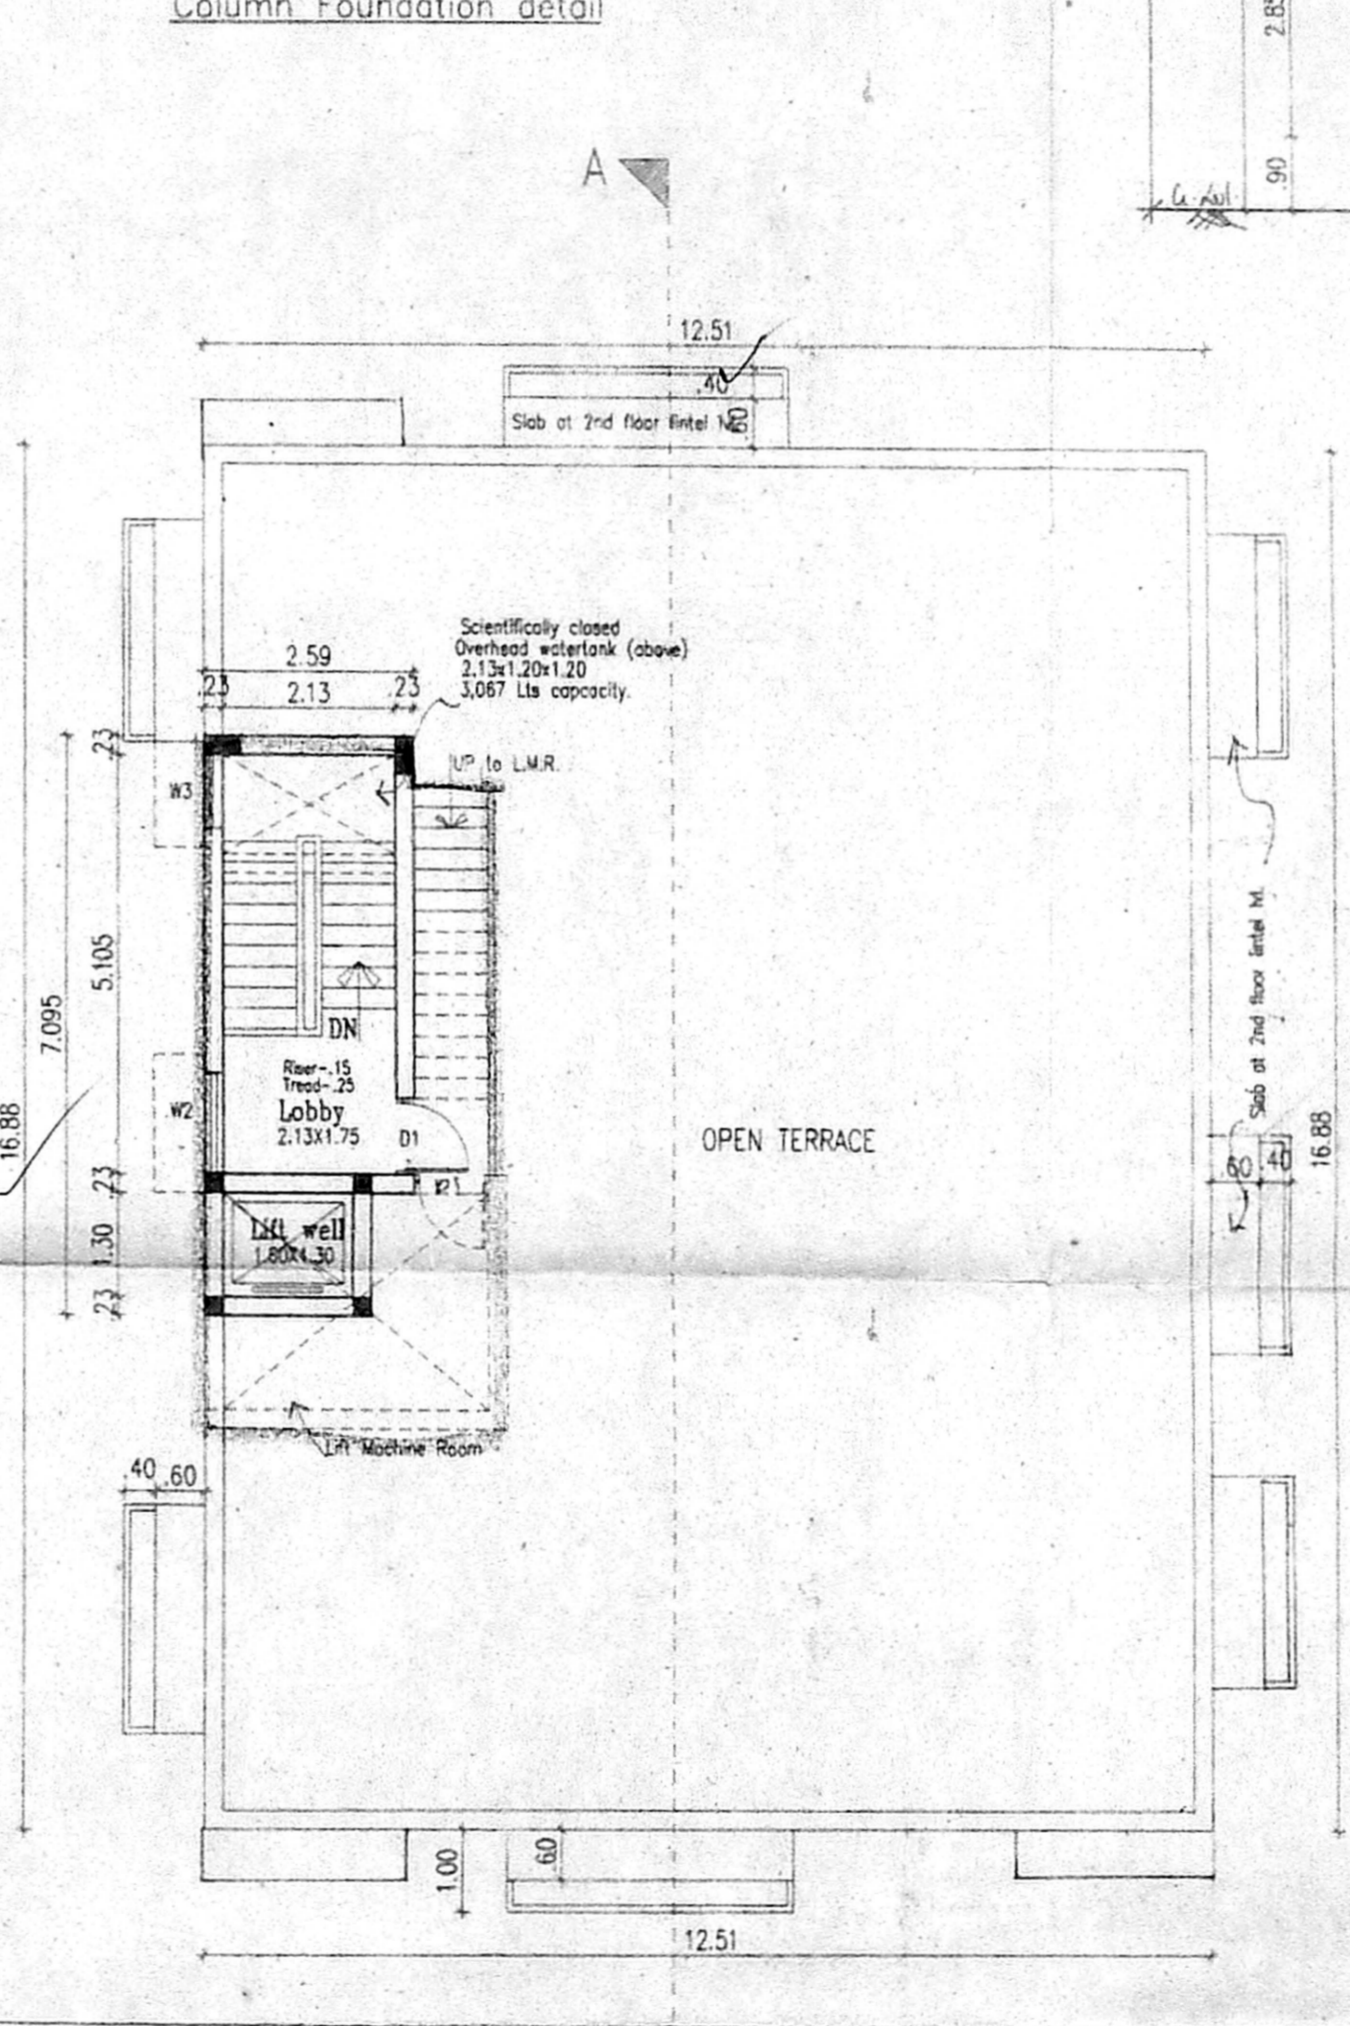 Column Foundation detail
2.85
.90
G. Lvl.
A
12.51
.40
Slab at 2nd floor lintel lvl.
.60
Scientifically closed
Overhead watertank (above)
2.13x1.20x1.20
3,067 Lts capcacity.
2.59
.23 2.13 .23
.23
UP to L.M.R.
W3
5.105
7.095
16.88
DN
Riser-.15
Tread-.25
Lobby
2.13X1.75
W2
D1
OPEN TERRACE
Slab at 2nd floor lintel lvl.
16.88
.60 .40
.23
Lift well
1.80X1.30
1.30
.23
Lift Machine Room
.40 .60
1.00
.60
12.51